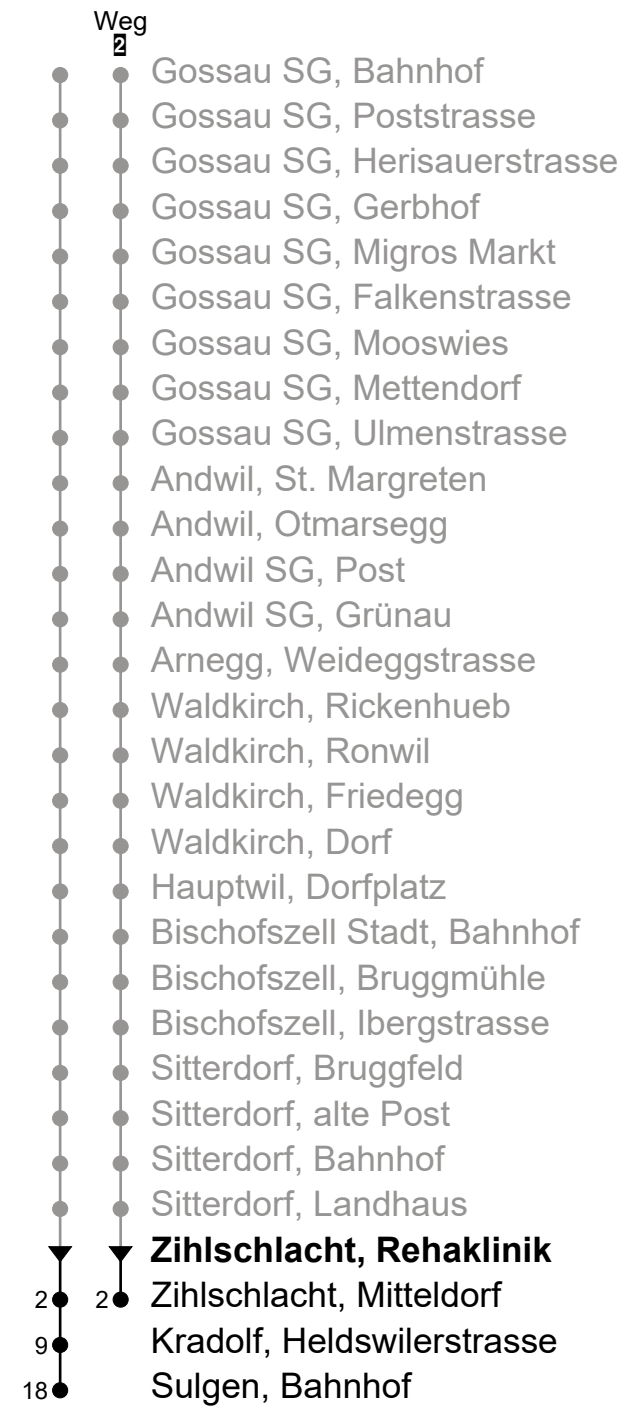 Weg
2
Gossau SG, Bahnhof
Gossau SG, Poststrasse
Gossau SG, Herisauerstrasse
Gossau SG, Gerbhof
Gossau SG, Migros Markt
Gossau SG, Falkenstrasse
Gossau SG, Mooswies
Gossau SG, Mettendorf
Gossau SG, Ulmenstrasse
Andwil, St. Margreten
Andwil, Otmarsegg
Andwil SG, Post
Andwil SG, Grünau
Arnegg, Weideggstrasse
Waldkirch, Rickenhueb
Waldkirch, Ronwil
Waldkirch, Friedegg
Waldkirch, Dorf
Hauptwil, Dorfplatz
Bischofszell Stadt, Bahnhof
Bischofszell, Bruggmühle
Bischofszell, Ibergstrasse
Sitterdorf, Bruggfeld
Sitterdorf, alte Post
Sitterdorf, Bahnhof
Sitterdorf, Landhaus
Zihlschlacht, Rehaklinik
2 2 Zihlschlacht, Mitteldorf
9 Kradolf, Heldswilerstrasse
18 Sulgen, Bahnhof